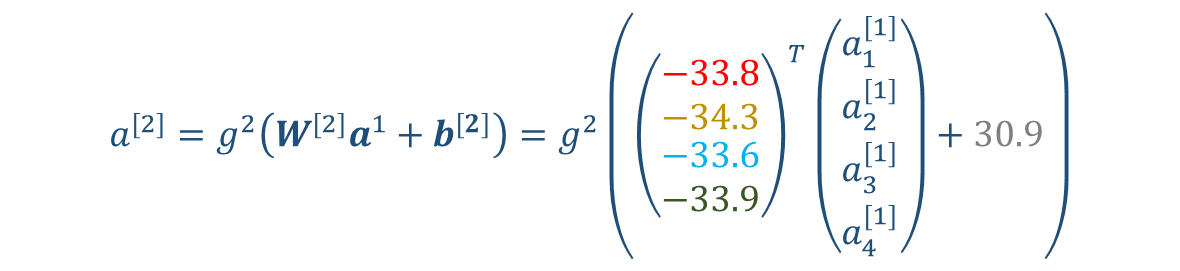 a^[2] = g^2(W^[2]a^1 + b^[2]) = g^2((−33.8 −34.3 −33.6 −33.9)^T (a_1^[1] a_2^[1] a_3^[1] a_4^[1]) + 30.9)